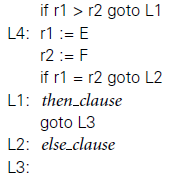 if r1 > r2 goto L1
L4: r1 := E
r2 := F
if r1 = r2 goto L2
L1: then_clause
goto L3
L2: else_clause
L3: